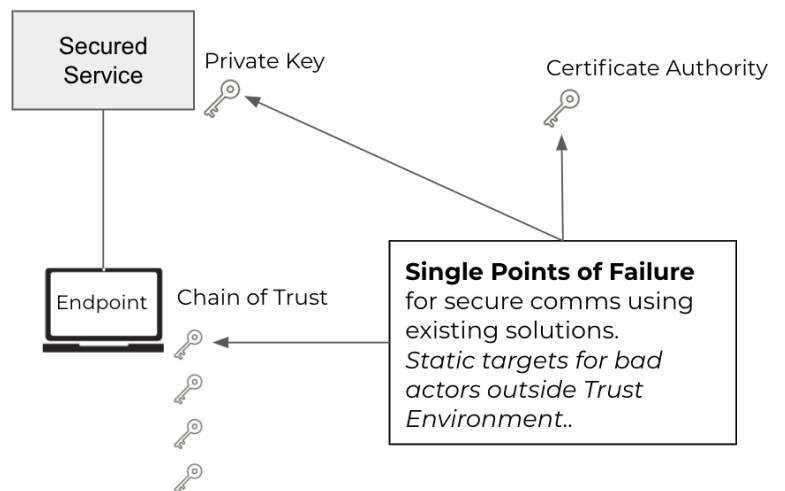 Secured
Service
Private Key
Certificate Authority
Endpoint
Chain of Trust
Single Points of Failure
for secure comms using
existing solutions.
Static targets for bad
actors outside Trust
Environment..